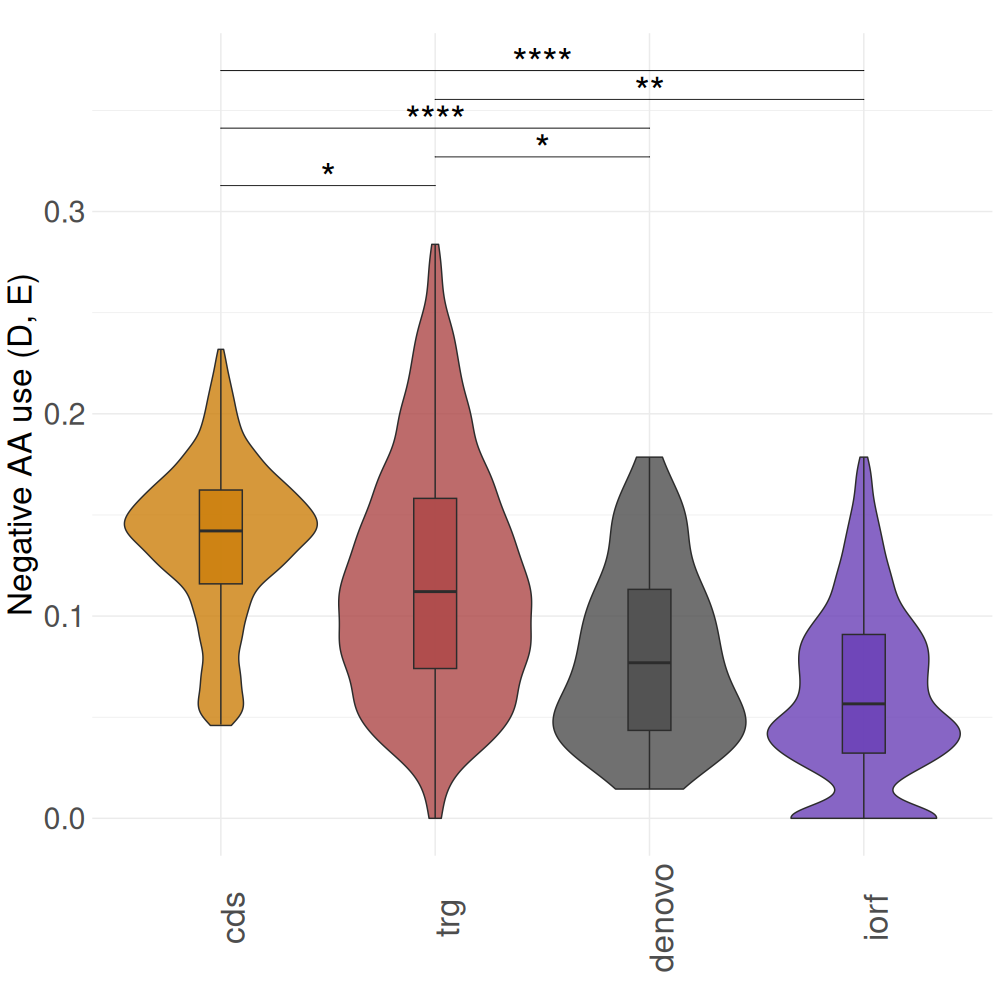 ****
**
****
*
*
0.3
0.2
0.1
0.0
Negative AA use (D, E)
cds
trg
denovo
iorf